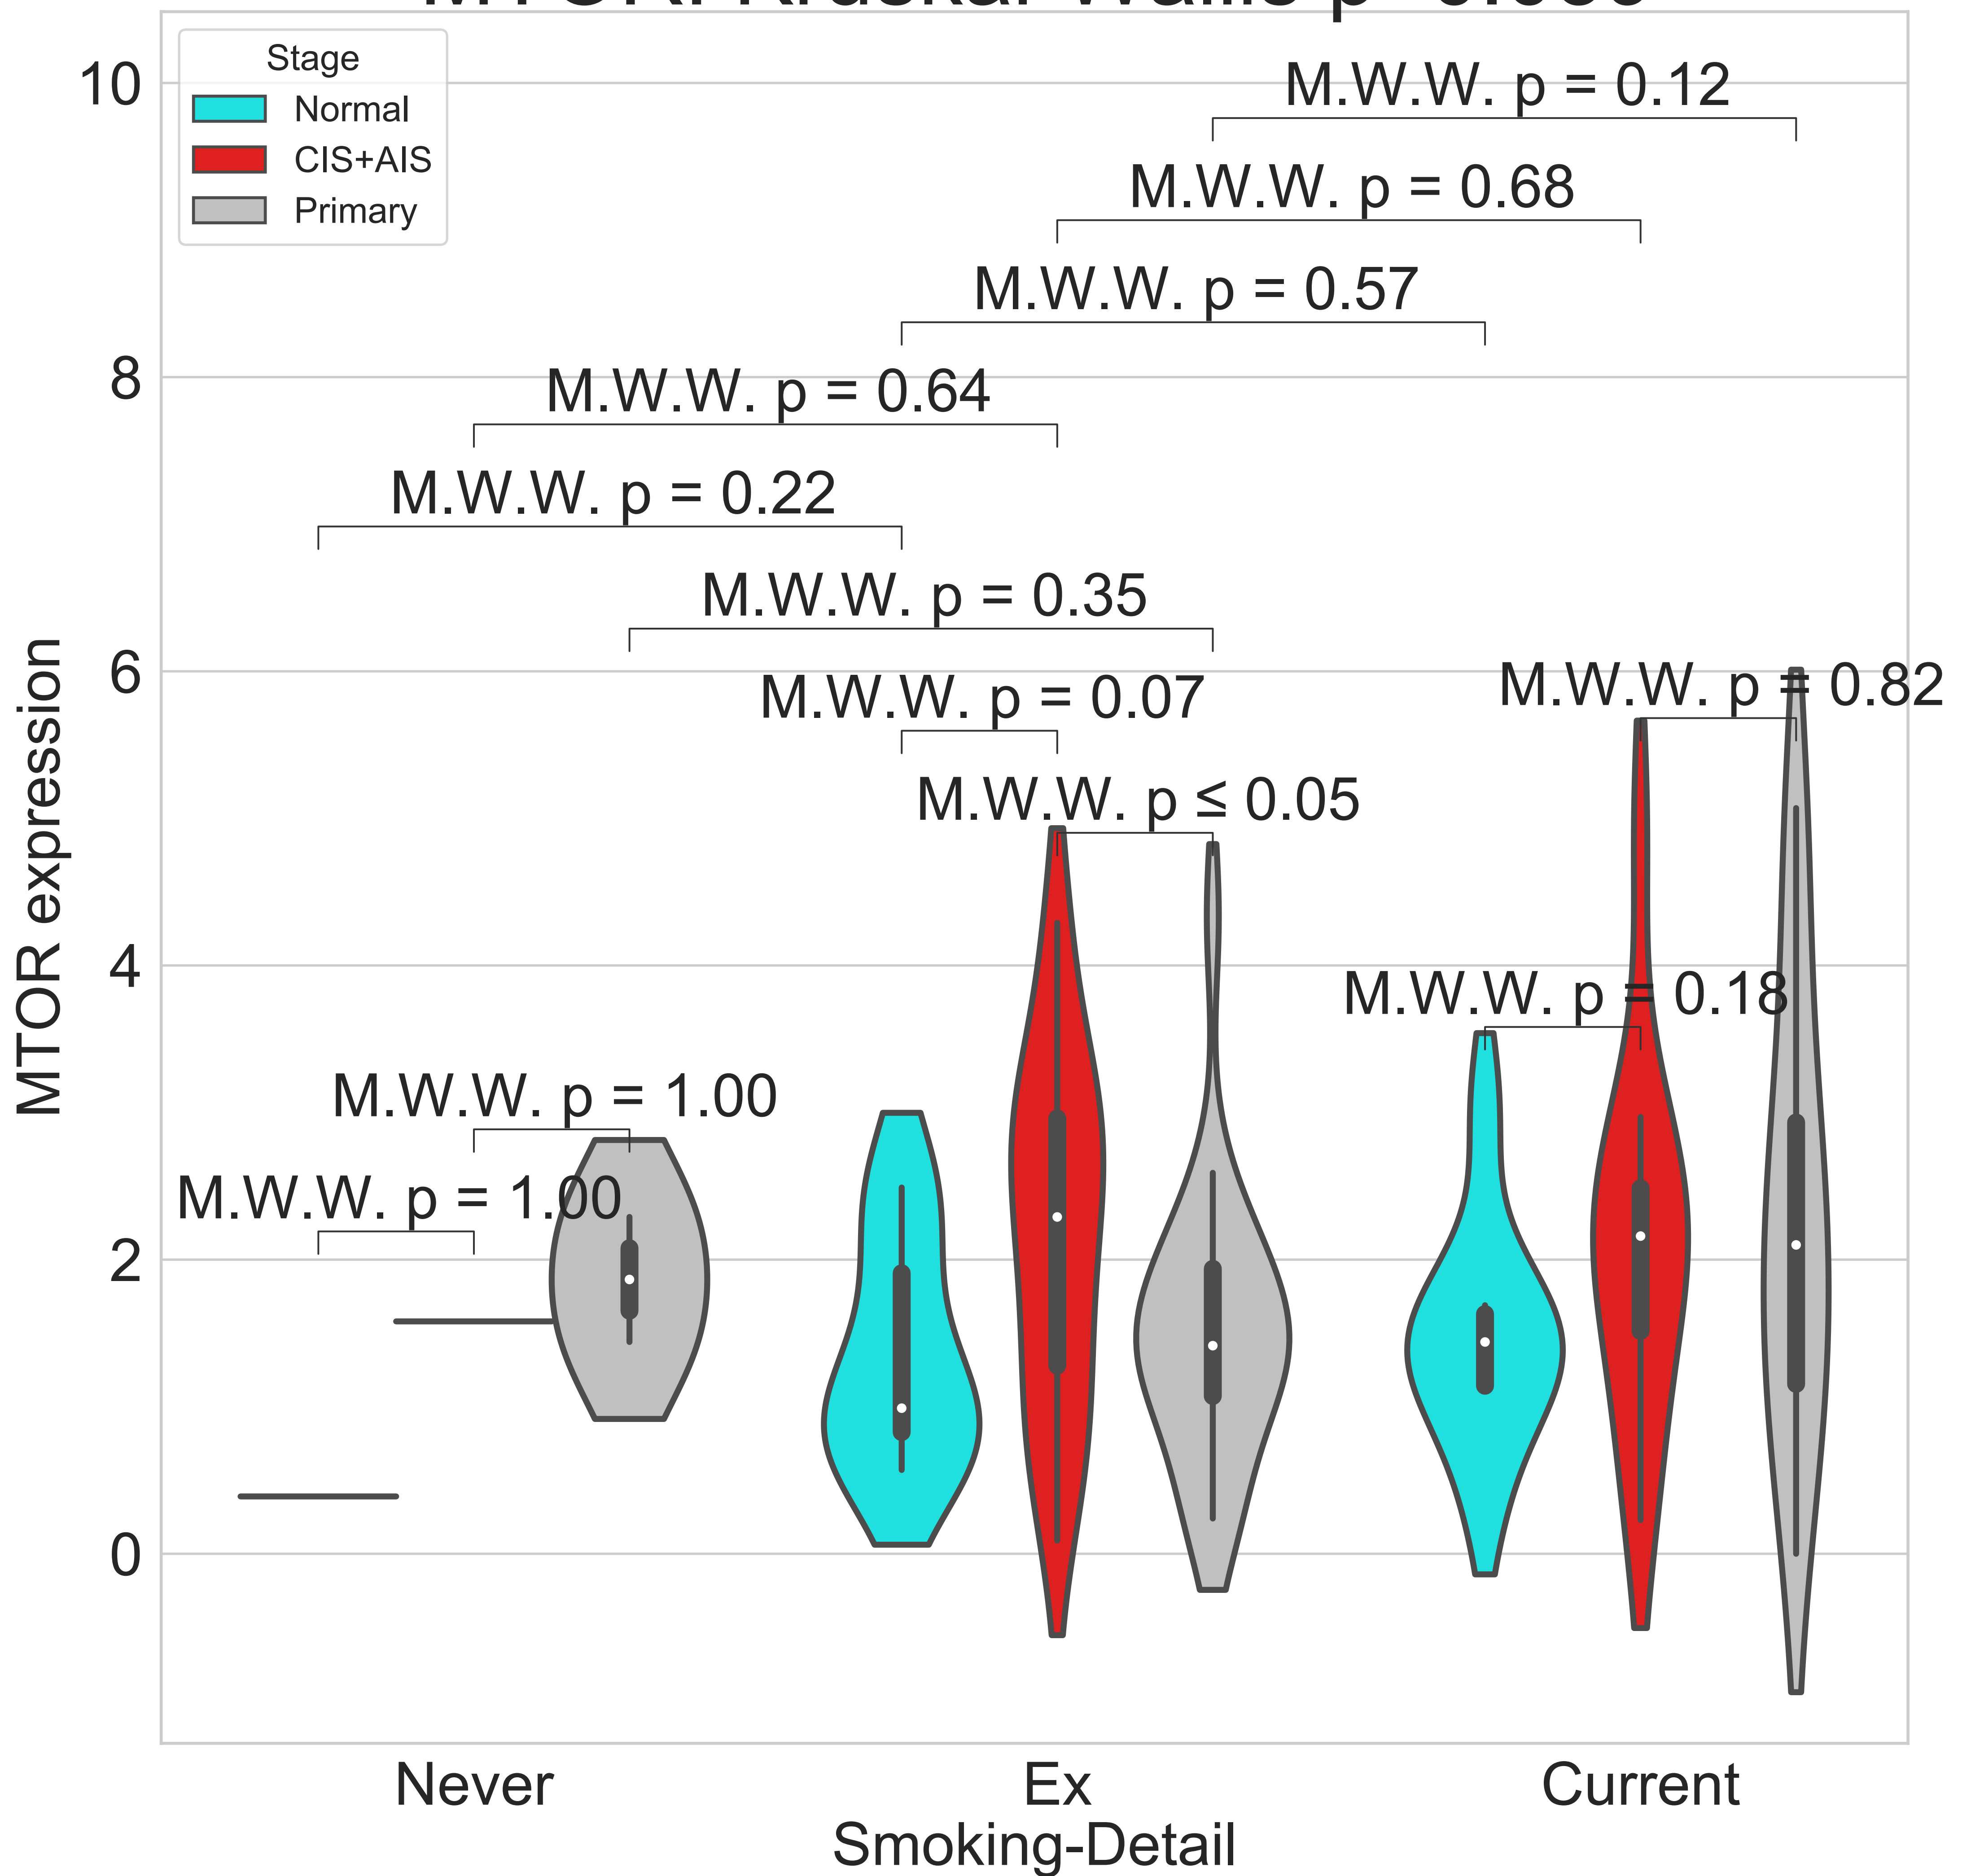 Stage
Normal
CIS+AIS
Primary
M.W.W. p = 0.12
M.W.W. p = 0.68
M.W.W. p = 0.57
M.W.W. p = 0.64
M.W.W. p = 0.22
M.W.W. p = 0.35
M.W.W. p = 0.07
M.W.W. p = 0.82
M.W.W. p ≤ 0.05
M.W.W. p = 0.18
M.W.W. p = 1.00
M.W.W. p = 1.00
10
8
6
4
2
0
MTOR expression
Never
Ex
Current
Smoking-Detail